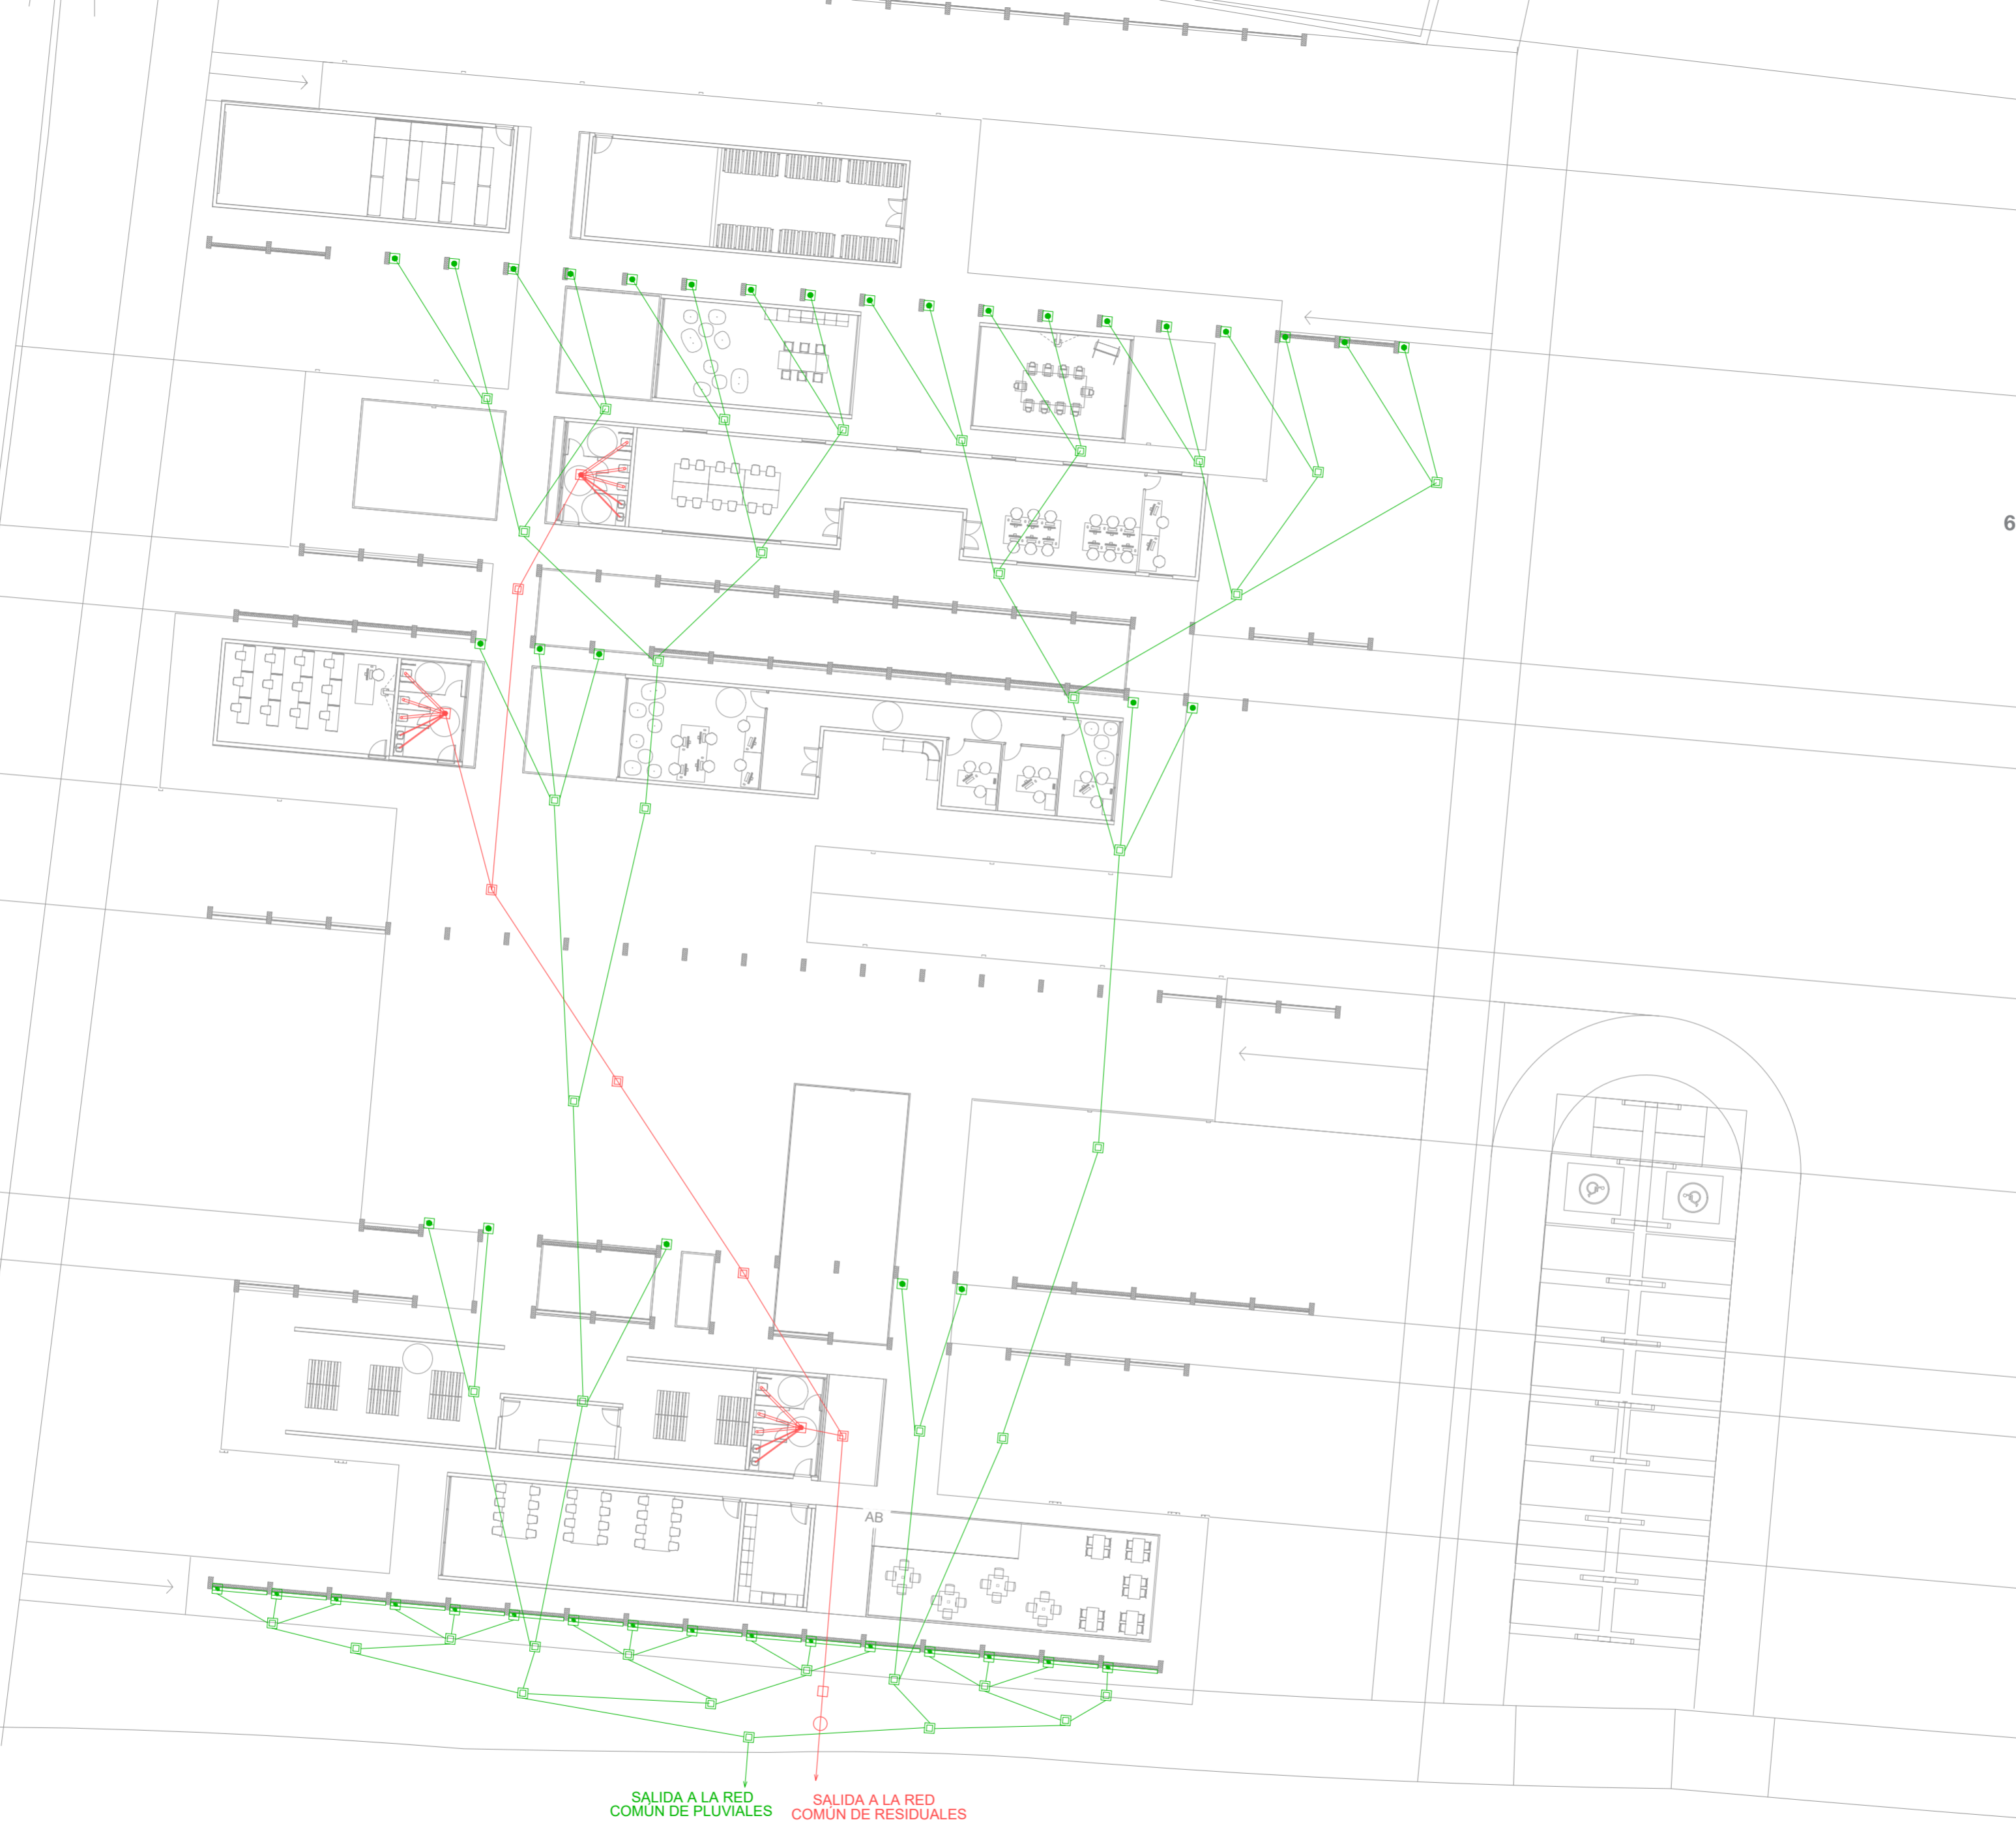 6
AB
SALIDA A LA RED
COMÚN DE PLUVIALES
SALIDA A LA RED
COMÚN DE RESIDUALES